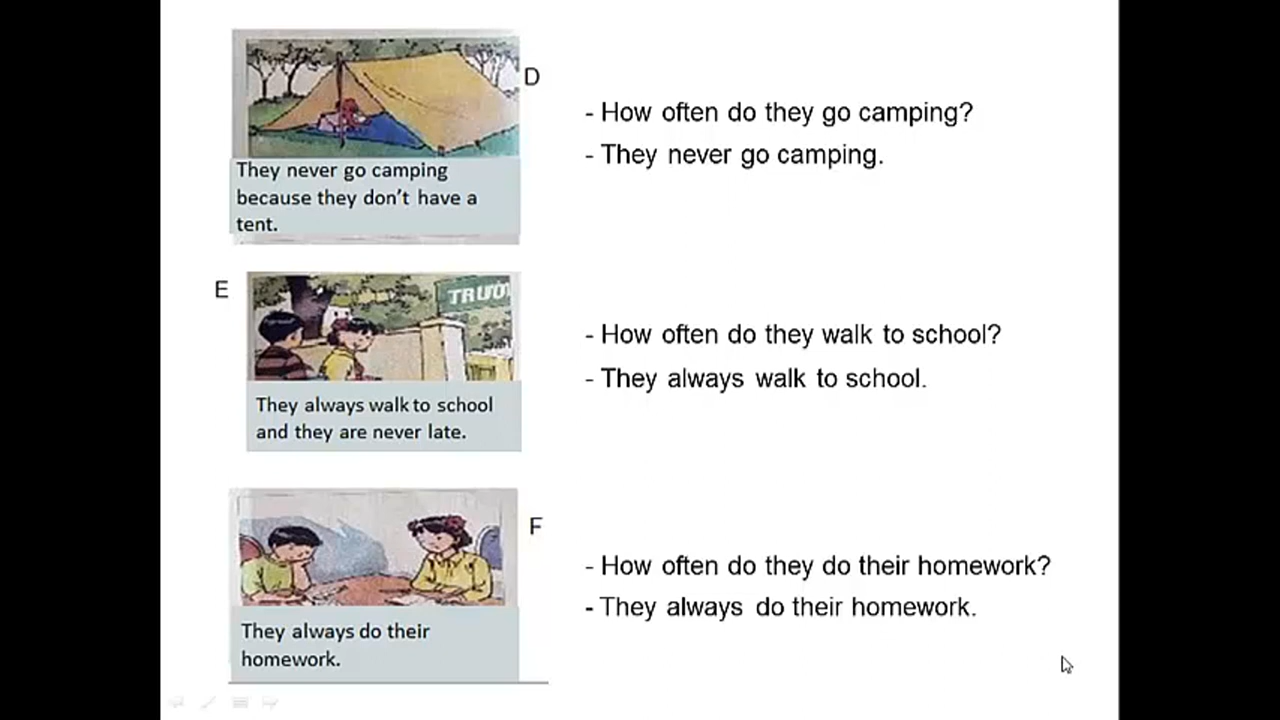 D
They never go camping
because they don't have a
tent.
- How often do they go camping?
- They never go camping.
E
TRƯỜ
They always walk to school
and they are never late.
- How often do they walk to school?
- They always walk to school.
F
They always do their
homework.
- How often do they do their homework?
- They always do their homework.